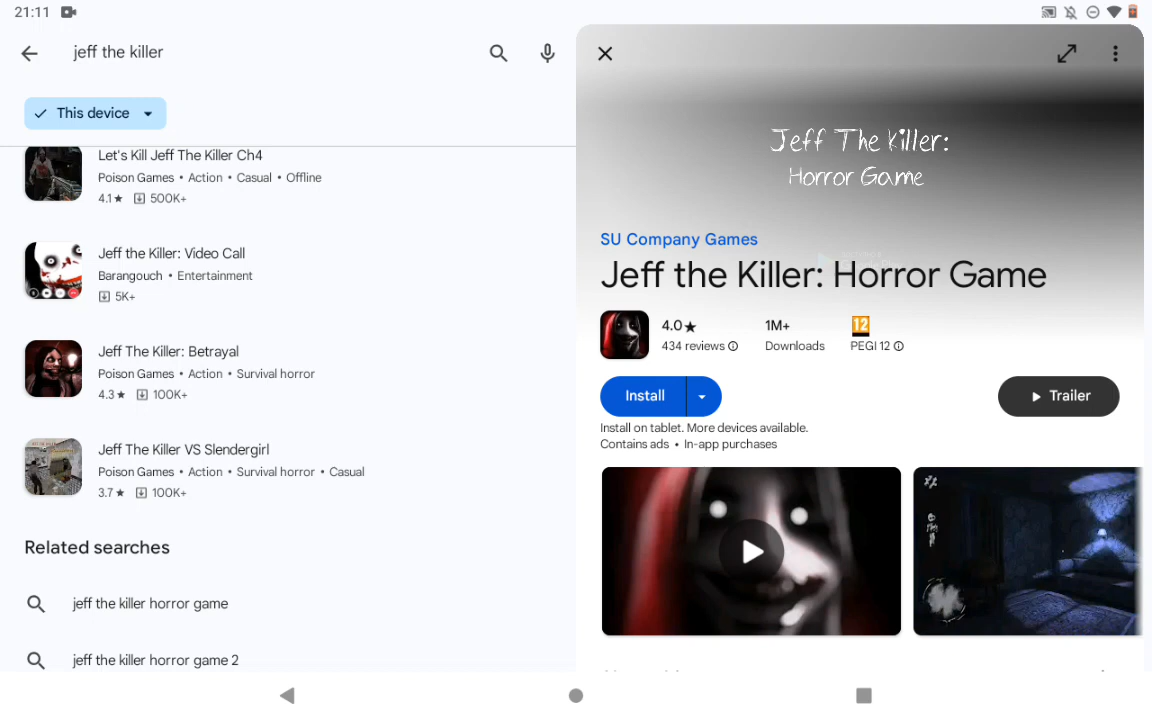 21:11
jeff the killer
This device
Let's Kill Jeff The Killer Ch4
Poison Games • Action • Casual • Offline
4.1★ 500K+
Jeff the Killer: Video Call
Barangouch • Entertainment
5K+
Jeff The Killer: Betrayal
Poison Games • Action • Survival horror
4.3★ 100K+
Jeff The Killer VS Slendergirl
Poison Games • Action • Survival horror • Casual
3.7★ 100K+
Related searches
jeff the killer horror game
jeff the killer horror game 2
Jeff The Killer:
Horror Game
SU Company Games
Jeff the Killer: Horror Game
4.0★
434 reviews
1M+
Downloads
12
PEGI 12
Install
Trailer
Install on tablet. More devices available.
Contains ads • In-app purchases